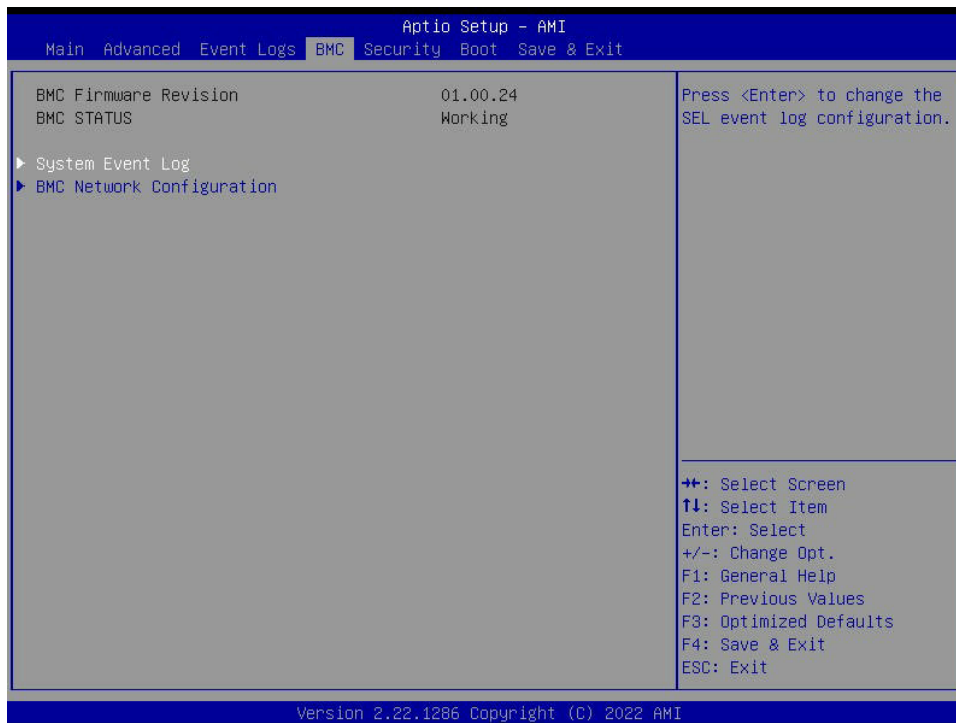 Aptio Setup – AMI
Main Advanced Event Logs BMC Security Boot Save & Exit
BMC Firmware Revision 01.00.24
BMC STATUS Working
System Event Log
BMC Network Configuration
Press <Enter> to change the
SEL event log configuration.
→←: Select Screen
↑↓: Select Item
Enter: Select
+/-: Change Opt.
F1: General Help
F2: Previous Values
F3: Optimized Defaults
F4: Save & Exit
ESC: Exit
Version 2.22.1286 Copyright (C) 2022 AMI